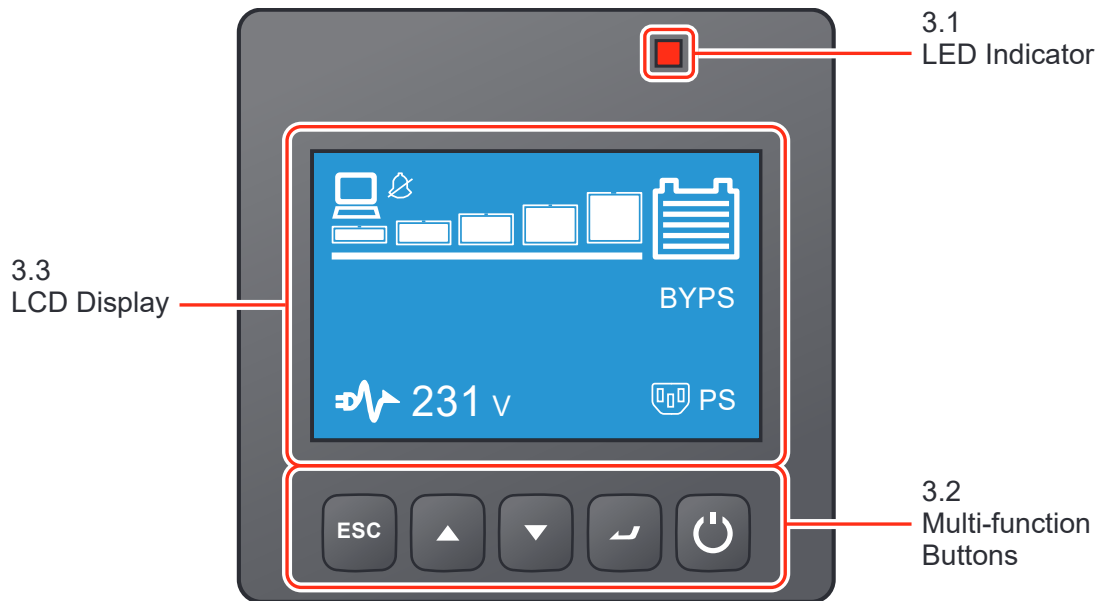 3.1
LED Indicator
3.3
LCD Display
BYPS
231 V
PS
ESC
3.2
Multi-function
Buttons